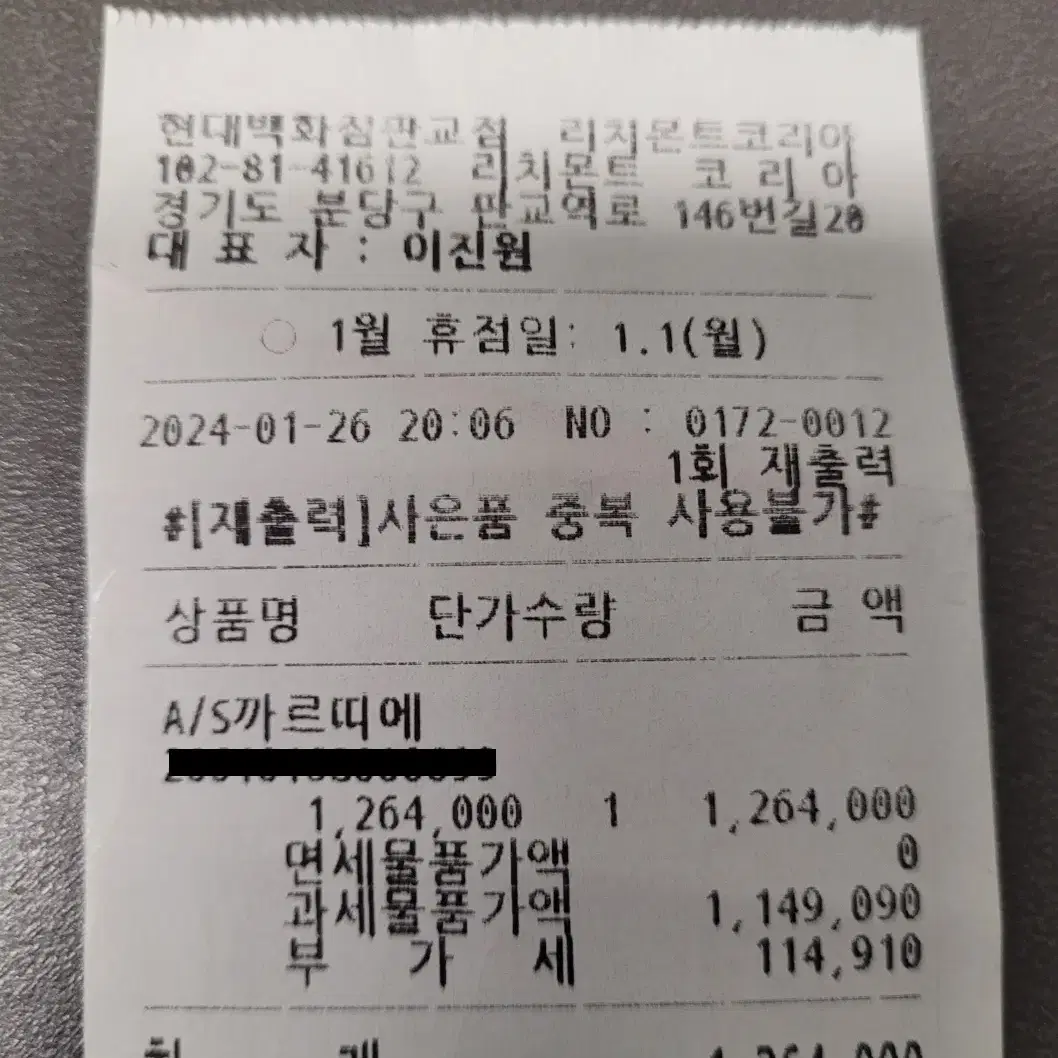 현대백화점판교점 리치몬트코리아
102-81-41612 리치몬트 코리아
경기도 분당구 판교역로 146번길20
대 표 자 : 이진원
○ 1월 휴점일: 1.1(월)
2024-01-26 20:06 NO : 0172-0012
1회 재출력
#[재출력]사은품 중복 사용불가#
상품명 단가수량 금 액
A/S까르띠에
1,264,000 1 1,264,000
면세물품가액 0
과세물품가액 1,149,090
부 가 세 114,910
1,264,000